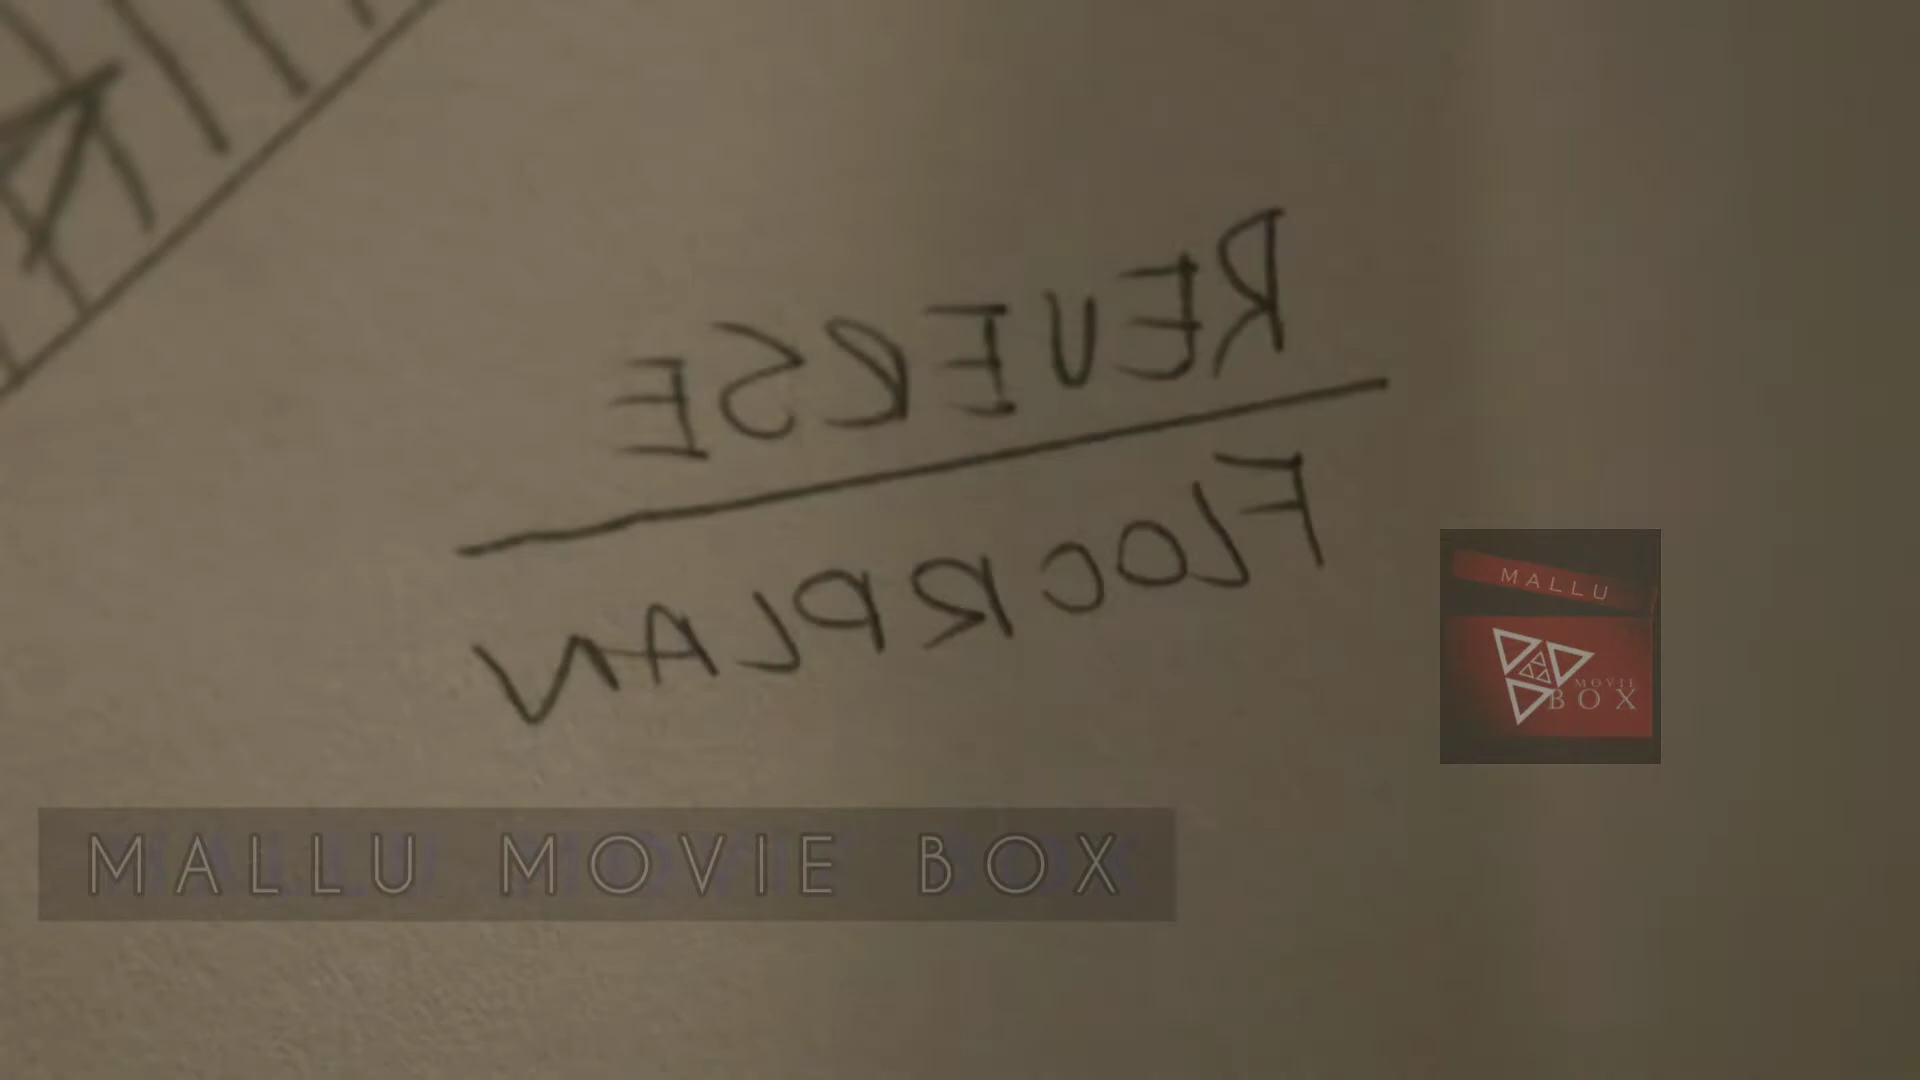 REVERSE
FLOORPLAN
MALLU
MOVIE
BOX
MALLU MOVIE BOX